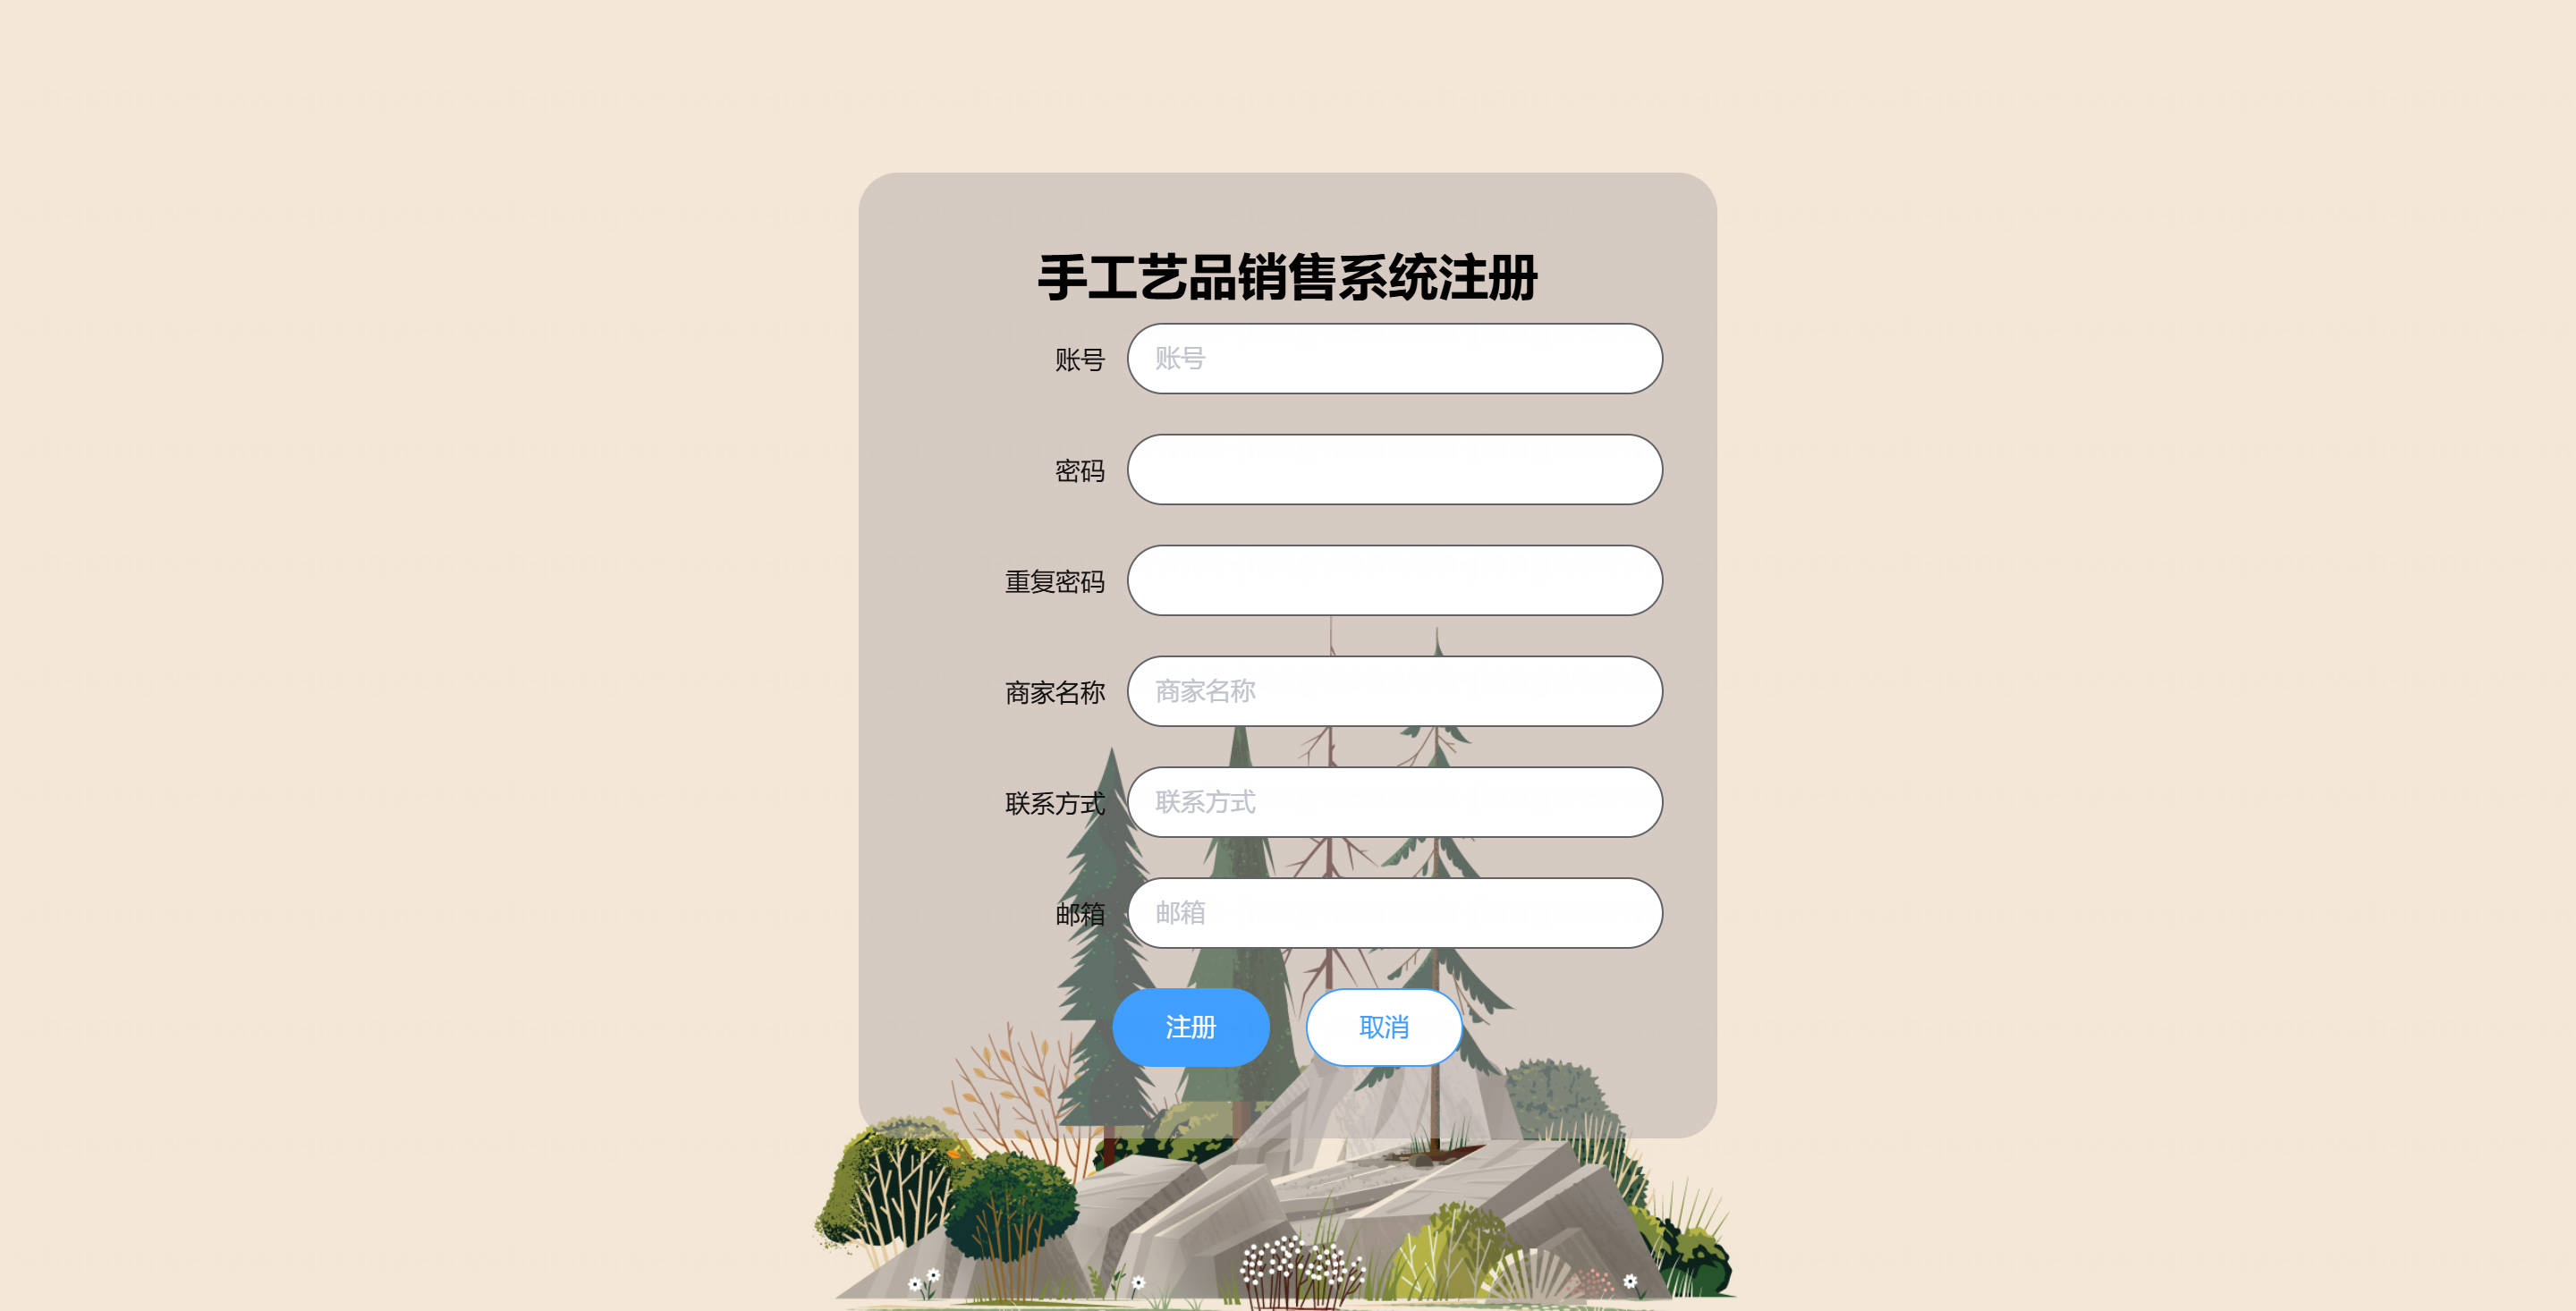 手工艺品销售系统注册
账号 账号
密码
重复密码
商家名称 商家名称
联系方式 联系方式
邮箱 邮箱
注册 取消